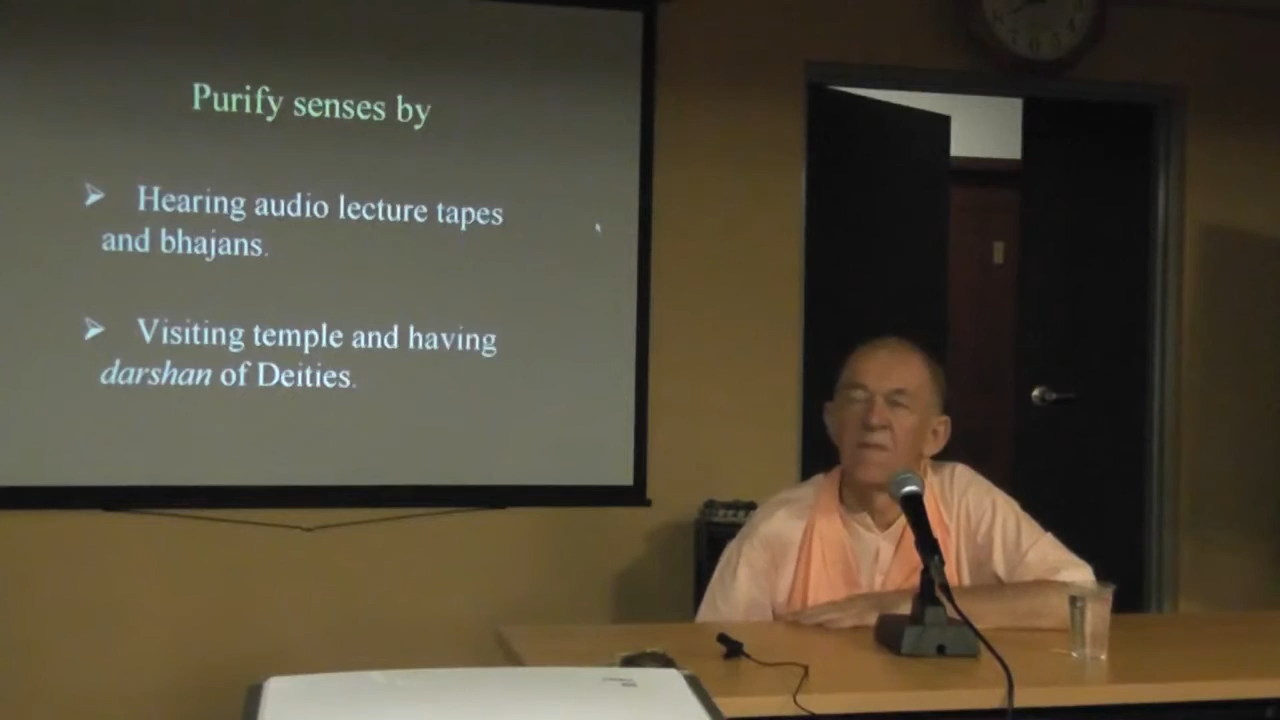 Purify senses by
➢ Hearing audio lecture tapes
and bhajans.
➢ Visiting temple and having
darshan of Deities.